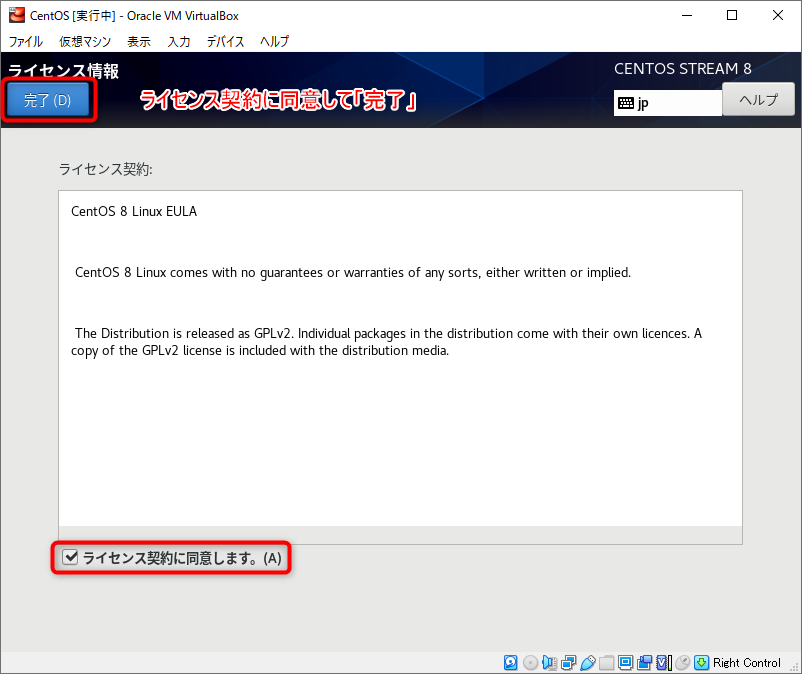 CentOS [実行中] - Oracle VM VirtualBox
ファイル 仮想マシン 表示 入力 デバイス ヘルプ
ライセンス情報
CENTOS STREAM 8
完了 (D)
ライセンス契約に同意して「完了」
jp
ヘルプ
ライセンス契約:
CentOS 8 Linux EULA
CentOS 8 Linux comes with no guarantees or warranties of any sorts, either written or implied.
The Distribution is released as GPLv2. Individual packages in the distribution come with their own licences. A
copy of the GPLv2 license is included with the distribution media.
ライセンス契約に同意します。(A)
Right Control